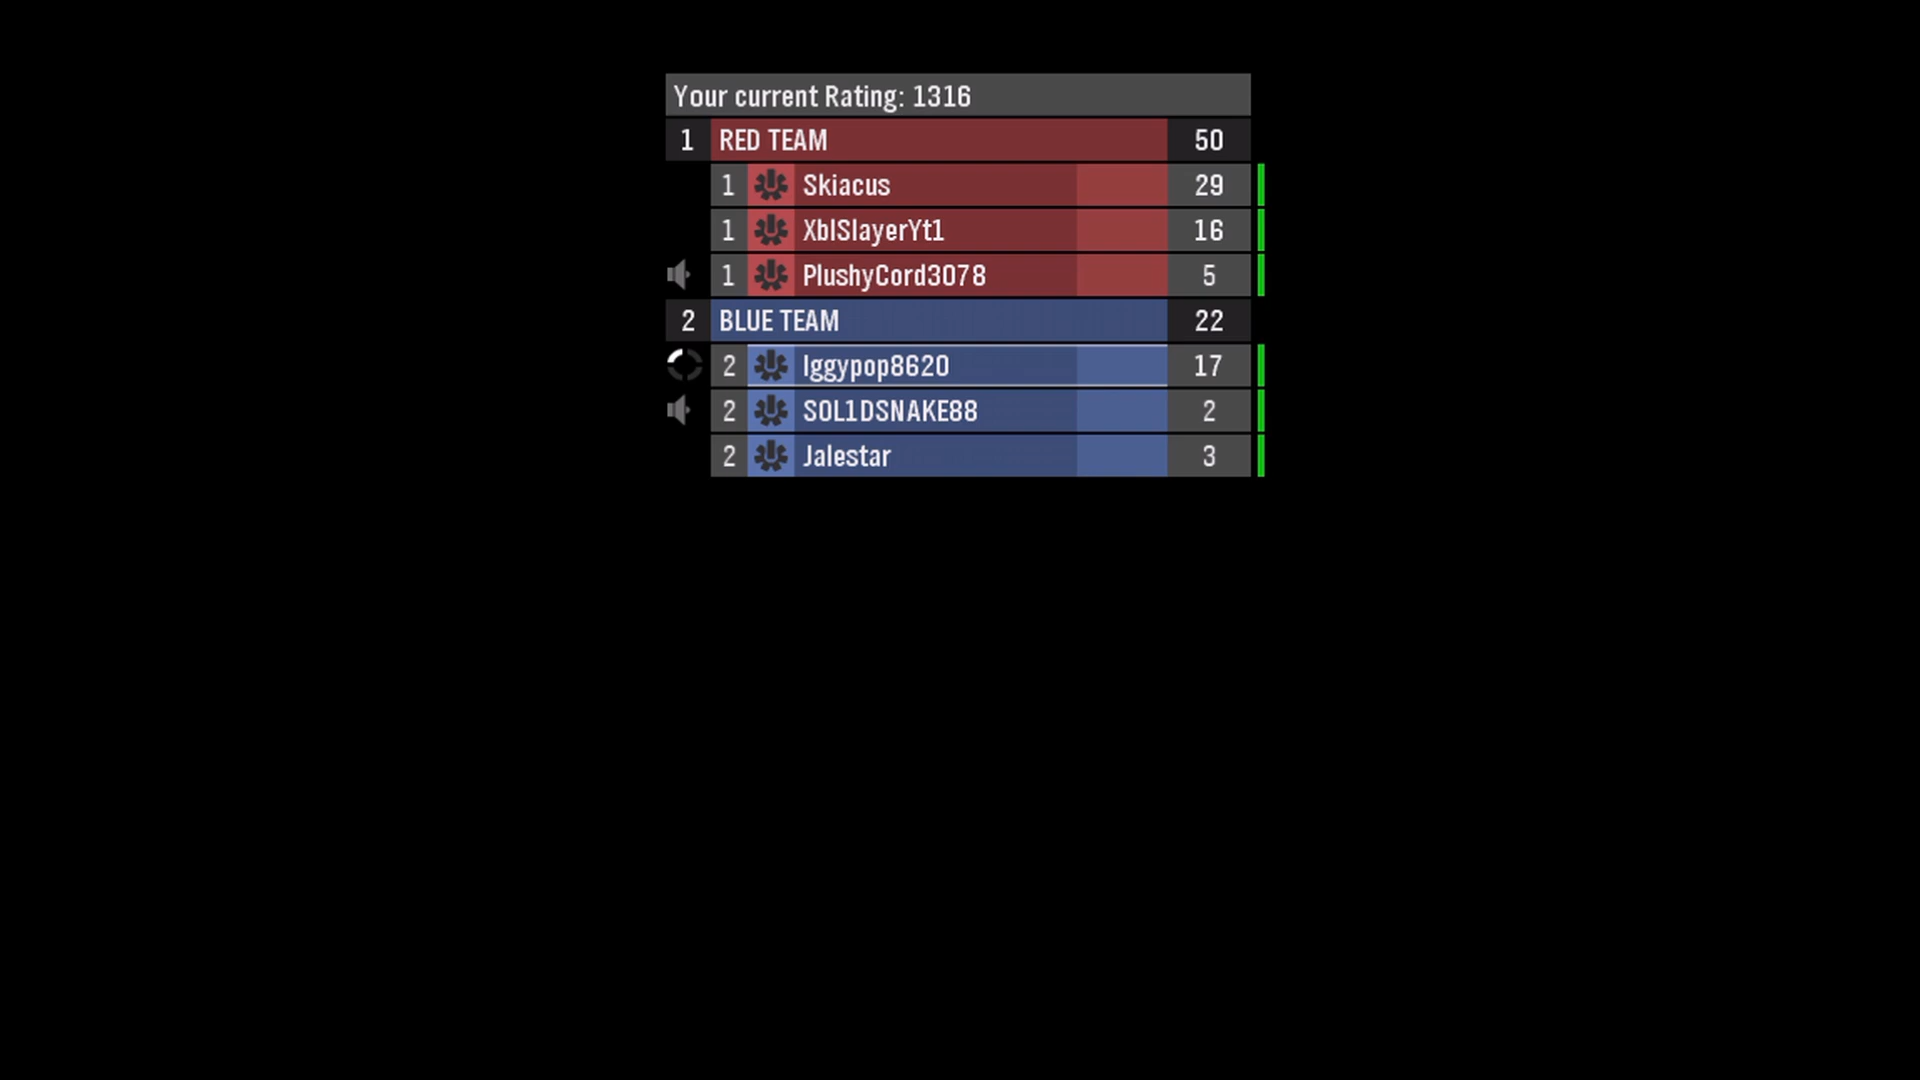 Your current Rating: 1316
1 RED TEAM 50
1 Skiacus 29
1 XblSlayerYt1 16
1 PlushyCord3078 5
2 BLUE TEAM 22
2 Iggypop8620 17
2 SOL1DSNAKE88 2
2 Jalestar 3